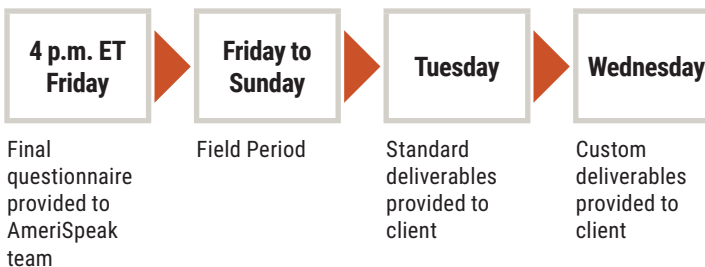 4 p.m. ET
Friday
Friday to
Sunday
Tuesday
Wednesday
Final
questionnaire
provided to
AmeriSpeak
team
Field Period
Standard
deliverables
provided to
client
Custom
deliverables
provided to
client